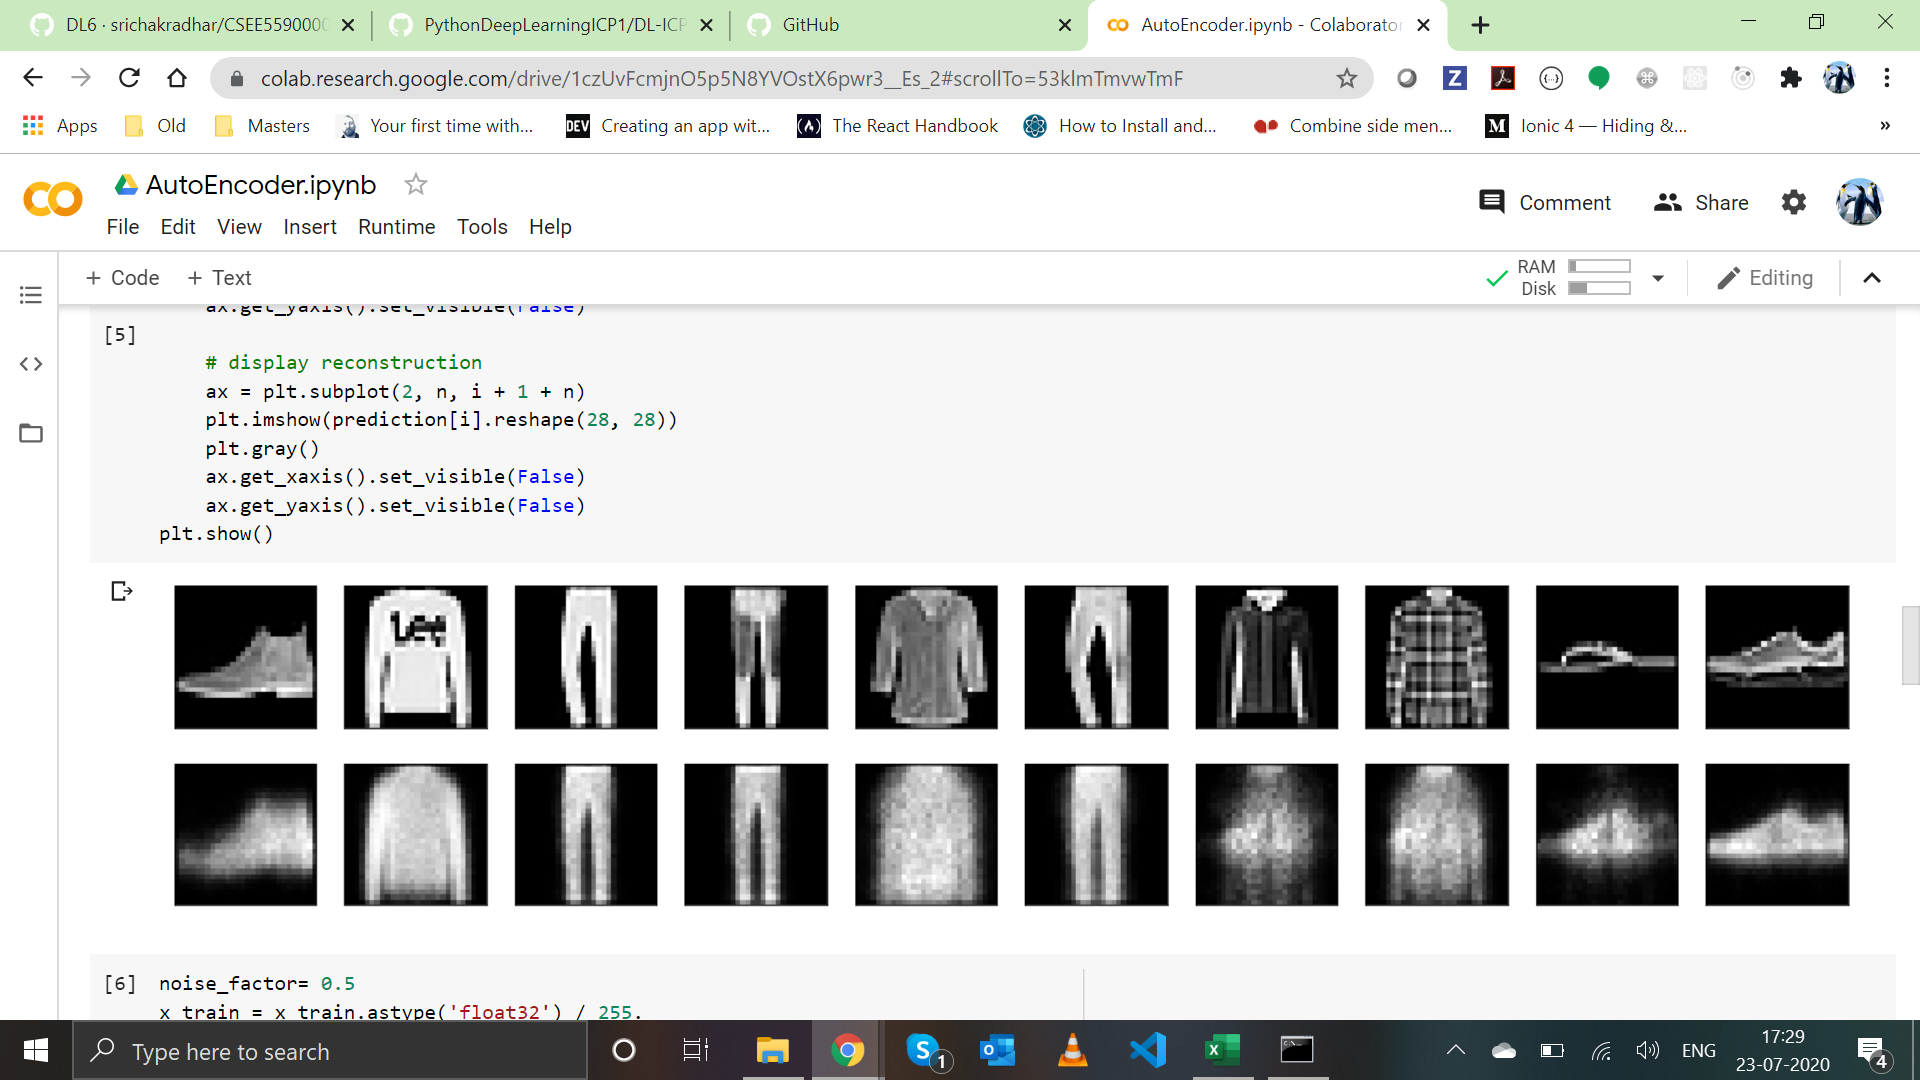 DL6 · srichakradhar/CSEE5590000
PythonDeepLearningICP1/DL-ICP
GitHub
AutoEncoder.ipynb - Colaborator
colab.research.google.com/drive/1czUvFcmjnO5p5N8YVOstX6pwr3__Es_2#scrollTo=53klmTmvwTmF
Apps
Old
Masters
Your first time with...
DEV
Creating an app wit...
The React Handbook
How to Install and...
Combine side men...
M
Ionic 4 — Hiding &...
»
AutoEncoder.ipynb
Comment
Share
File Edit View Insert Runtime Tools Help
+ Code + Text
RAM
Disk
Editing
ax.get_yaxis().set_visible(False)
[5]
# display reconstruction
ax = plt.subplot(2, n, i + 1 + n)
plt.imshow(prediction[i].reshape(28, 28))
plt.gray()
ax.get_xaxis().set_visible(False)
ax.get_yaxis().set_visible(False)
plt.show()
Lee
[6] noise_factor= 0.5
x_train = x_train.astype('float32') / 255.
Type here to search
1
ENG
17:29
23-07-2020
4